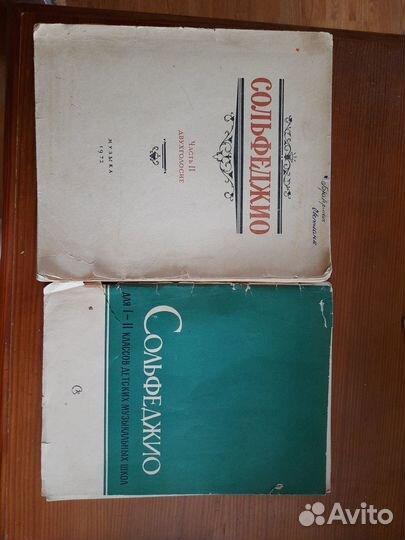 СОЛЬФЕДЖИО
Часть II
ДВУХГОЛОСИЕ
МУЗЫКА
1972
СОЛЬФЕДЖИО
ДЛЯ I — II КЛАССОВ ДЕТСКИХ МУЗЫКАЛЬНЫХ ШКОЛ
Avito